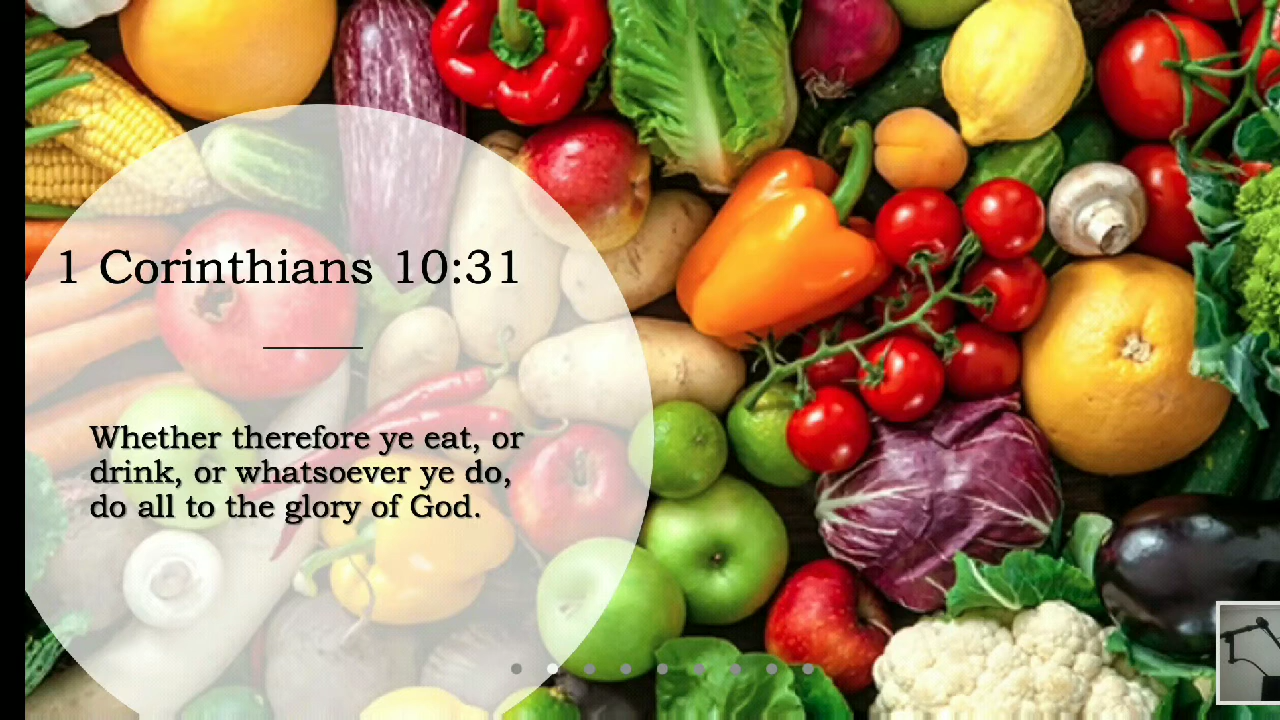 1 Corinthians 10:31
Whether therefore ye eat, or
drink, or whatsoever ye do,
do all to the glory of God.